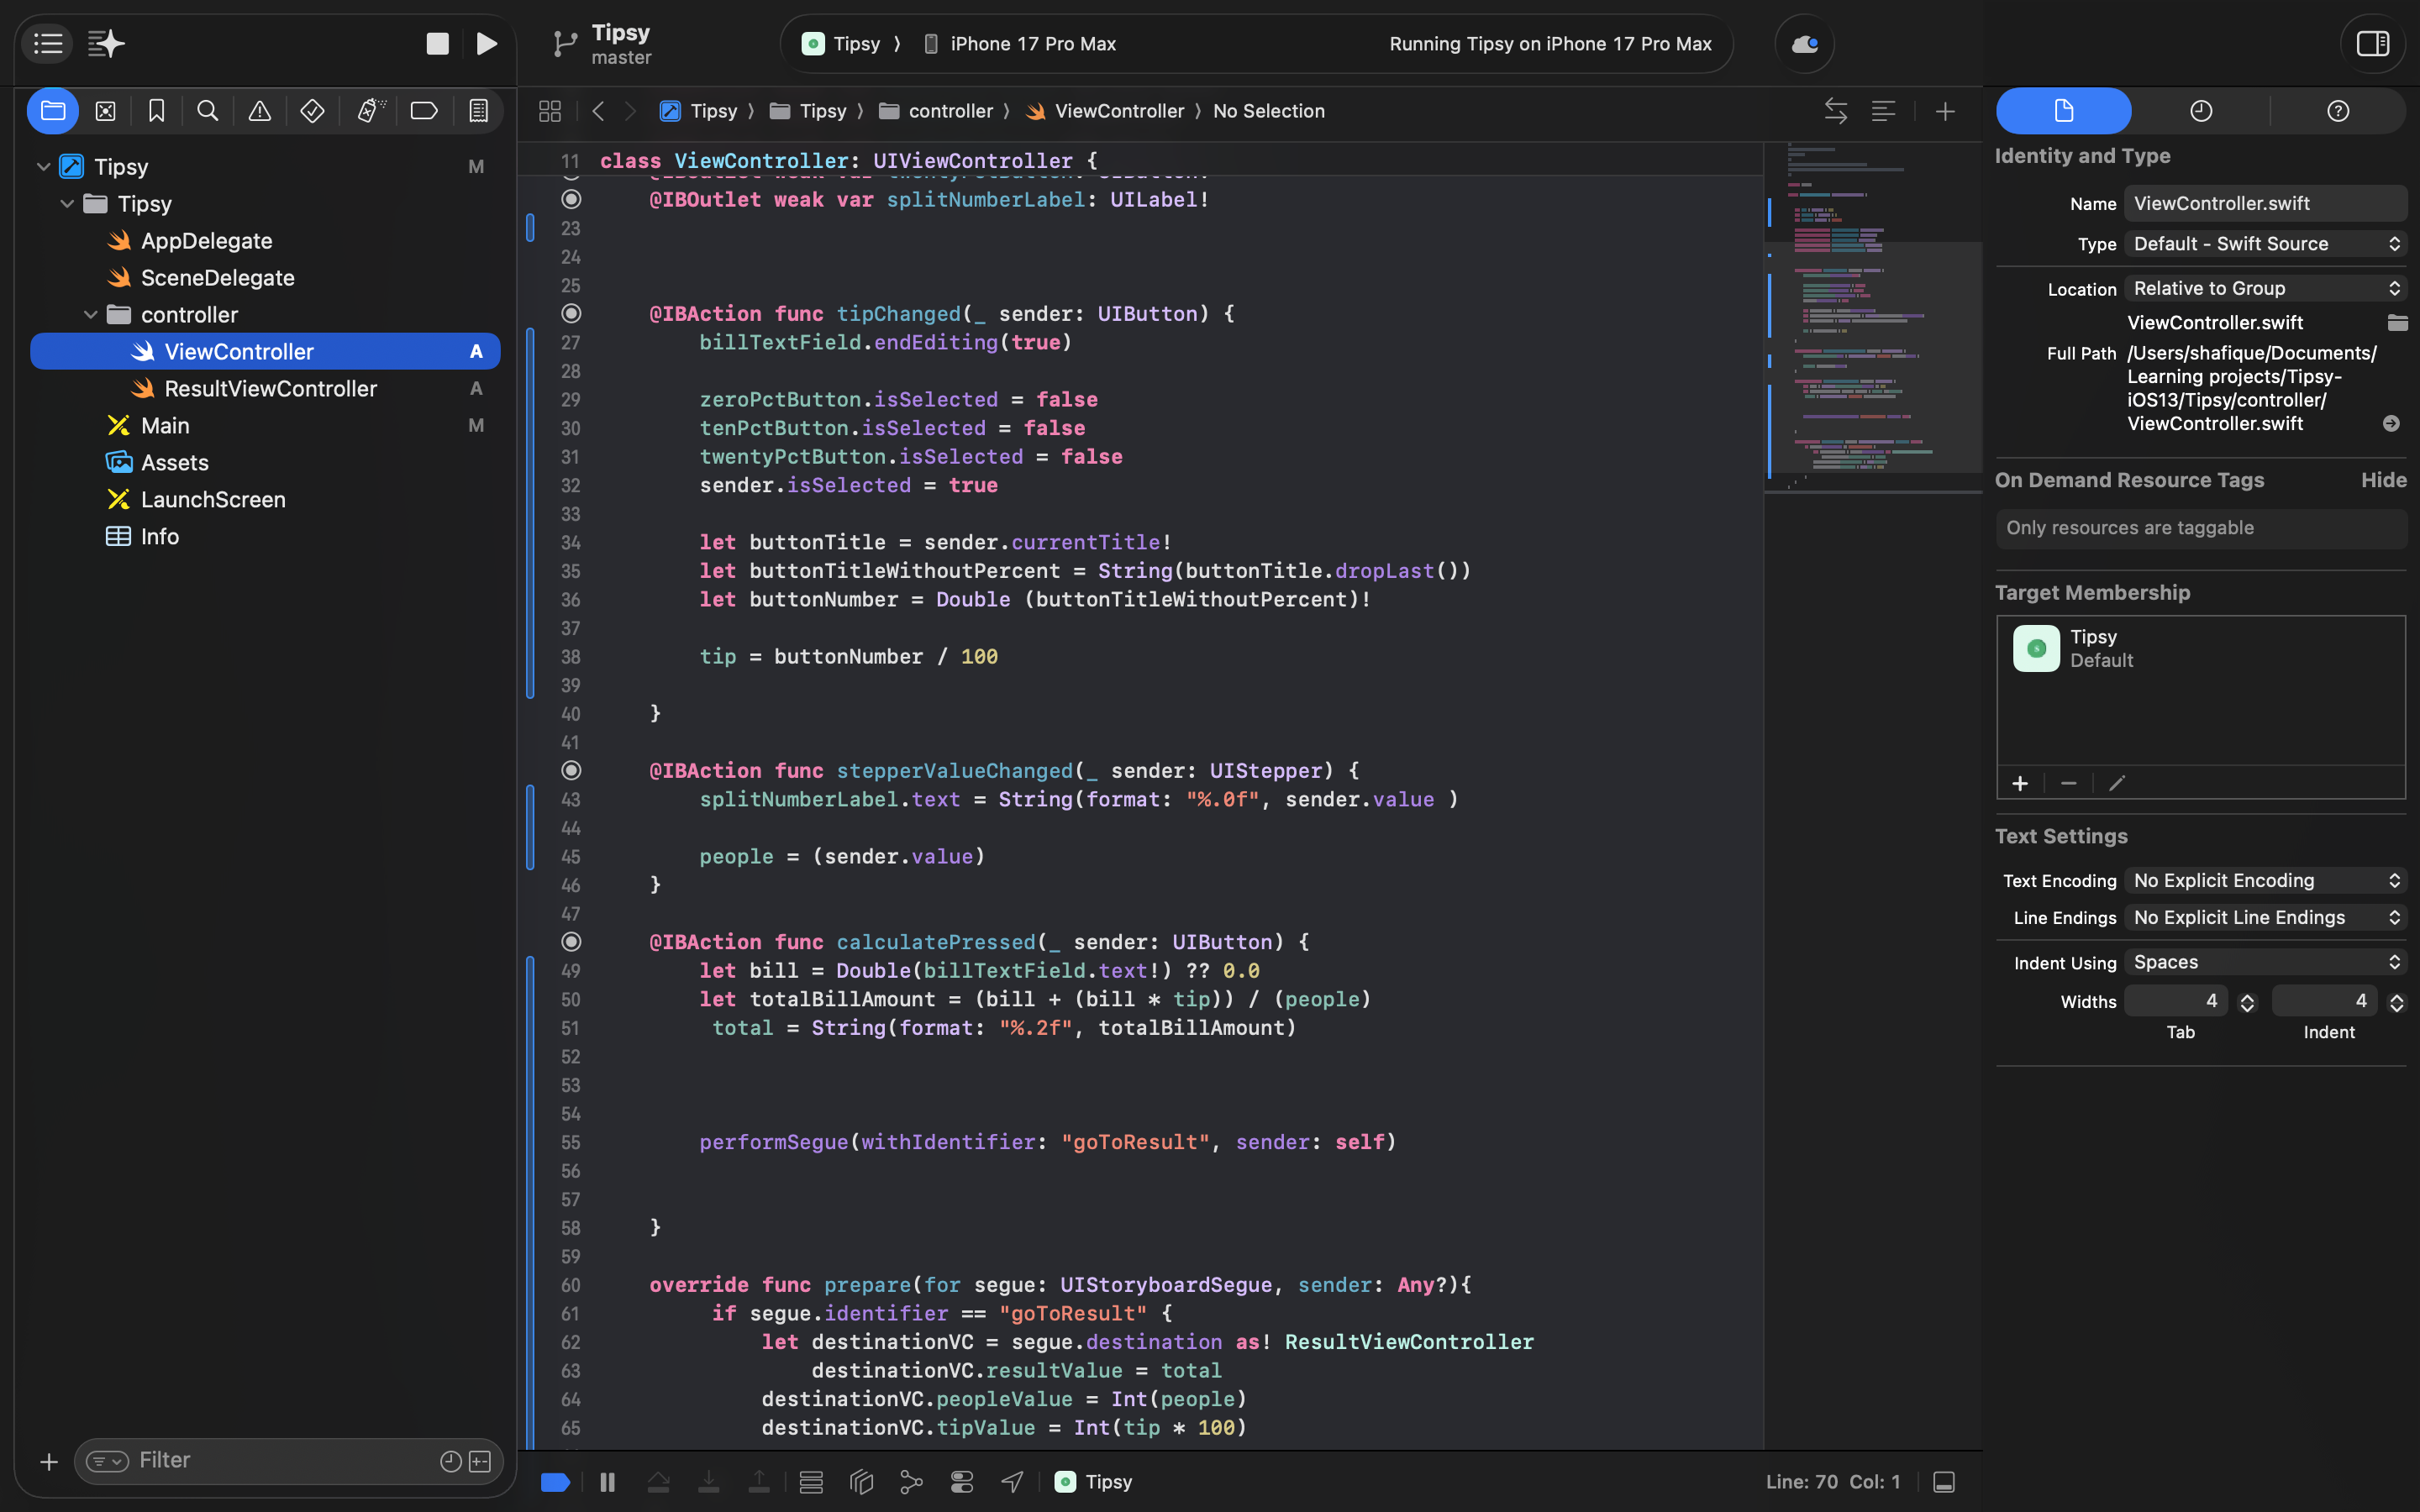 Tipsy
master
Tipsy
iPhone 17 Pro Max
Running Tipsy on iPhone 17 Pro Max
Tipsy M
Tipsy
AppDelegate
SceneDelegate
controller
ViewController A
ResultViewController A
Main M
Assets
LaunchScreen
Info
Filter
Tipsy 〉 Tipsy 〉 controller 〉 ViewController 〉 No Selection
11 class ViewController: UIViewController {
@IBOutlet weak var splitNumberLabel: UILabel!
23
24
25
@IBAction func tipChanged(_ sender: UIButton) {
27 billTextField.endEditing(true)
28
29 zeroPctButton.isSelected = false
30 tenPctButton.isSelected = false
31 twentyPctButton.isSelected = false
32 sender.isSelected = true
33
34 let buttonTitle = sender.currentTitle!
35 let buttonTitleWithoutPercent = String(buttonTitle.dropLast())
36 let buttonNumber = Double (buttonTitleWithoutPercent)!
37
38 tip = buttonNumber / 100
39
40 }
41
@IBAction func stepperValueChanged(_ sender: UIStepper) {
43 splitNumberLabel.text = String(format: "%.0f", sender.value )
44
45 people = (sender.value)
46 }
47
@IBAction func calculatePressed(_ sender: UIButton) {
49 let bill = Double(billTextField.text!) ?? 0.0
50 let totalBillAmount = (bill + (bill * tip)) / (people)
51 total = String(format: "%.2f", totalBillAmount)
52
53
54
55 performSegue(withIdentifier: "goToResult", sender: self)
56
57
58 }
59
60 override func prepare(for segue: UIStoryboardSegue, sender: Any?){
61 if segue.identifier == "goToResult" {
62 let destinationVC = segue.destination as! ResultViewController
63 destinationVC.resultValue = total
64 destinationVC.peopleValue = Int(people)
65 destinationVC.tipValue = Int(tip * 100)
Tipsy
Line: 70 Col: 1
Identity and Type
Name ViewController.swift
Type Default - Swift Source
Location Relative to Group
ViewController.swift
Full Path /Users/shafique/Documents/
Learning projects/Tipsy-
iOS13/Tipsy/controller/
ViewController.swift
On Demand Resource Tags Hide
Only resources are taggable
Target Membership
Tipsy
Default
Text Settings
Text Encoding No Explicit Encoding
Line Endings No Explicit Line Endings
Indent Using Spaces
Widths 4 4
Tab Indent